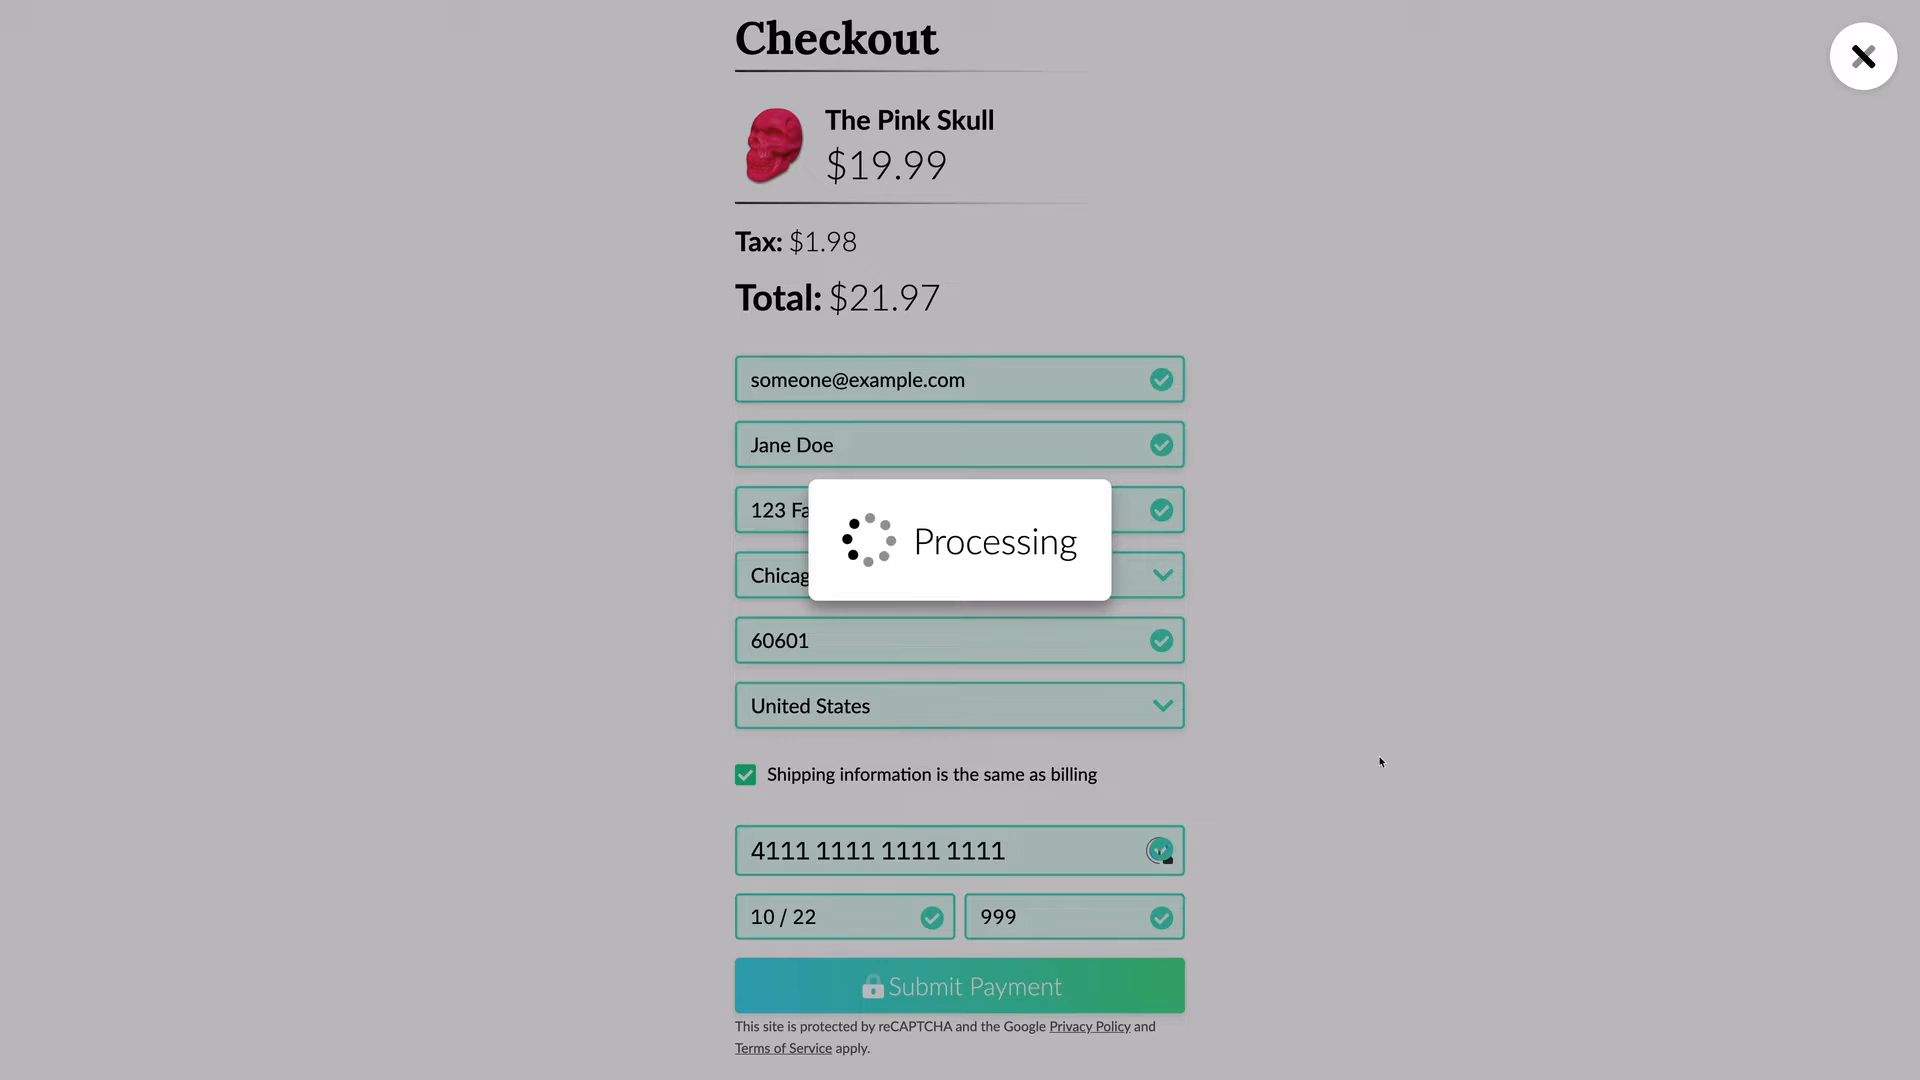 Checkout
The Pink Skull
$19.99
Tax: $1.98
Total: $21.97
someone@example.com
Jane Doe
123 Fa
Processing
Chicag
60601
United States
Shipping information is the same as billing
4111 1111 1111 1111
10 / 22
999
Submit Payment
This site is protected by reCAPTCHA and the Google Privacy Policy and
Terms of Service apply.